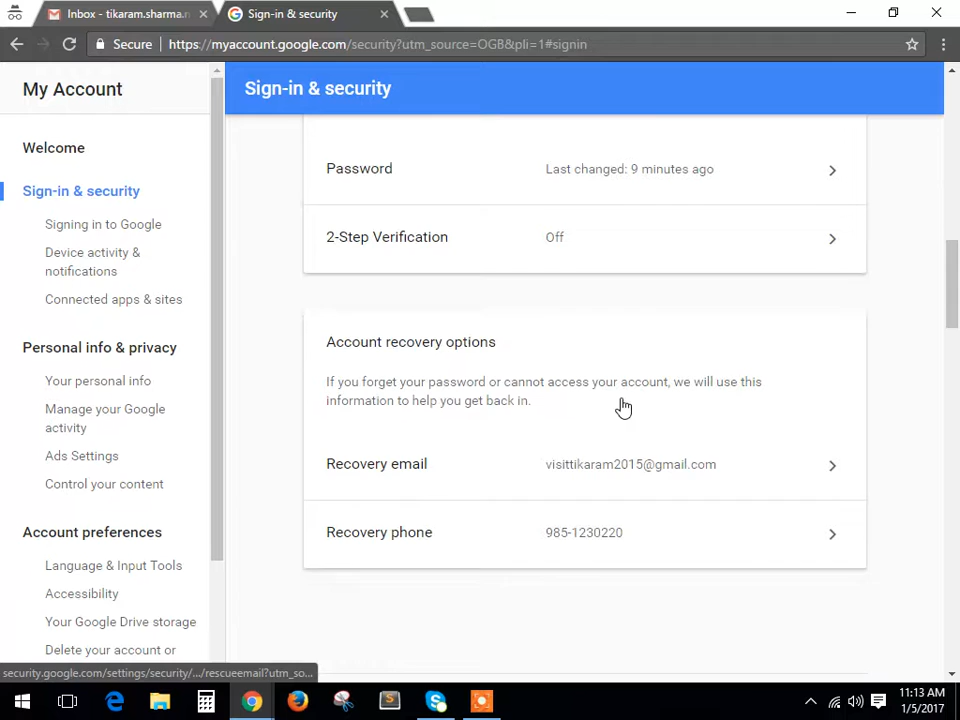 Inbox - tikaram.sharma.n
Sign-in & security
Secure
https://myaccount.google.com/security?utm_source=OGB&pli=1#signin
My Account
Welcome
Sign-in & security
Signing in to Google
Device activity &
notifications
Connected apps & sites
Personal info & privacy
Your personal info
Manage your Google
activity
Ads Settings
Control your content
Account preferences
Language & Input Tools
Accessibility
Your Google Drive storage
Delete your account or
Sign-in & security
Password
Last changed: 9 minutes ago
2-Step Verification
Off
Account recovery options
If you forget your password or cannot access your account, we will use this
information to help you get back in.
Recovery email
visittikaram2015@gmail.com
Recovery phone
985-1230220
security.google.com/settings/security/.../rescueemail?utm_so...
11:13 AM
1/5/2017